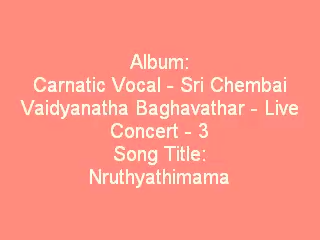 Album:
Carnatic Vocal - Sri Chembai
Vaidyanatha Baghavathar - Live
Concert - 3
Song Title:
Nruthyathimama